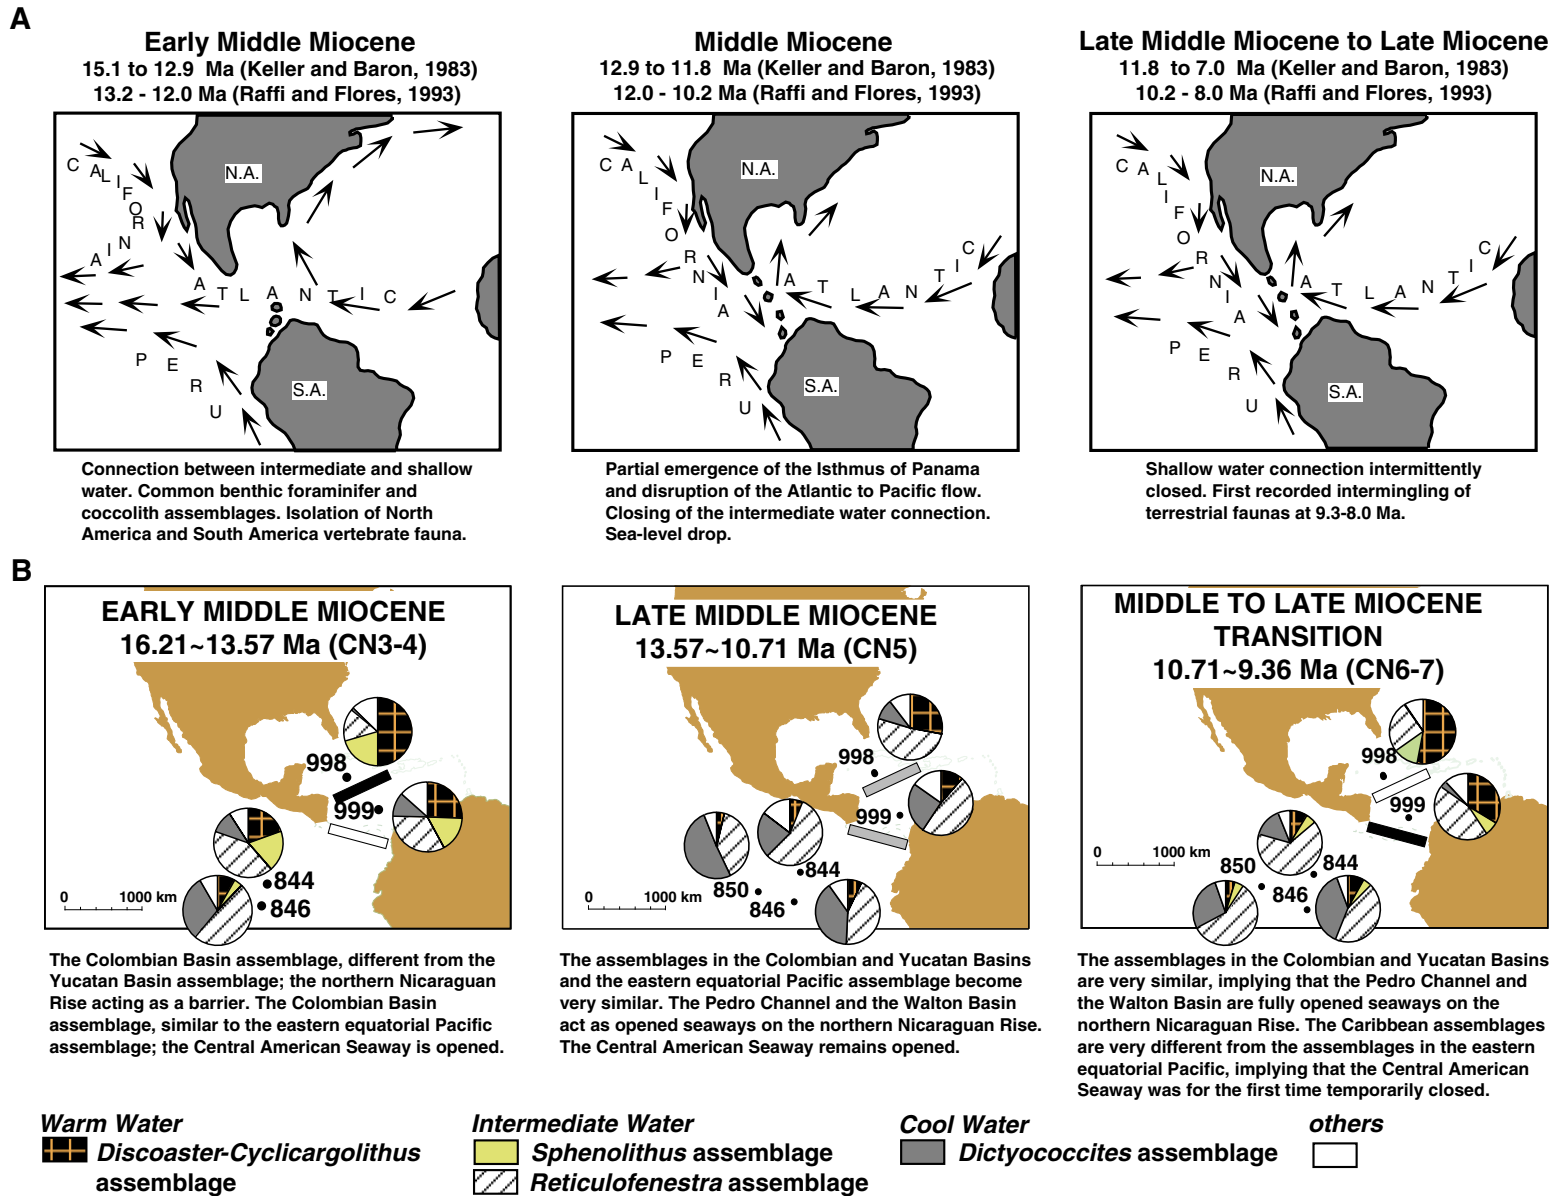 A
Early Middle Miocene
15.1 to 12.9 Ma (Keller and Baron, 1983)
13.2 - 12.0 Ma (Raffi and Flores, 1993)
Middle Miocene
12.9 to 11.8 Ma (Keller and Baron, 1983)
12.0 - 10.2 Ma (Raffi and Flores, 1993)
Late Middle Miocene to Late Miocene
11.8 to 7.0 Ma (Keller and Baron, 1983)
10.2 - 8.0 Ma (Raffi and Flores, 1993)
CALIFORNIA
N.A.
ATLANTIC
PERU
S.A.
CALIFORNIA
N.A.
ATLANTIC
PERU
S.A.
CALIFORNIA
N.A.
ATLANTIC
PERU
S.A.
Connection between intermediate and shallow
water. Common benthic foraminifer and
coccolith assemblages. Isolation of North
America and South America vertebrate fauna.
Partial emergence of the Isthmus of Panama
and disruption of the Atlantic to Pacific flow.
Closing of the intermediate water connection.
Sea-level drop.
Shallow water connection intermittently
closed. First recorded intermingling of
terrestrial faunas at 9.3-8.0 Ma.
B
EARLY MIDDLE MIOCENE
16.21~13.57 Ma (CN3-4)
998
999
844
846
0 1000 km
LATE MIDDLE MIOCENE
13.57~10.71 Ma (CN5)
998
999
844
850
846
0 1000 km
MIDDLE TO LATE MIOCENE
TRANSITION
10.71~9.36 Ma (CN6-7)
998
999
0 1000 km
850
844
846
The Colombian Basin assemblage, different from the
Yucatan Basin assemblage; the northern Nicaraguan
Rise acting as a barrier. The Colombian Basin
assemblage, similar to the eastern equatorial Pacific
assemblage; the Central American Seaway is opened.
The assemblages in the Colombian and Yucatan Basins
and the eastern equatorial Pacific assemblage become
very similar. The Pedro Channel and the Walton Basin
act as opened seaways on the northern Nicaraguan Rise.
The Central American Seaway remains opened.
The assemblages in the Colombian and Yucatan Basins
are very similar, implying that the Pedro Channel and
the Walton Basin are fully opened seaways on the
northern Nicaraguan Rise. The Caribbean assemblages
are very different from the assemblages in the eastern
equatorial Pacific, implying that the Central American
Seaway was for the first time temporarily closed.
Warm Water
Discoaster-Cyclicargolithus
assemblage
Intermediate Water
Sphenolithus assemblage
Reticulofenestra assemblage
Cool Water
Dictyococcites assemblage
others